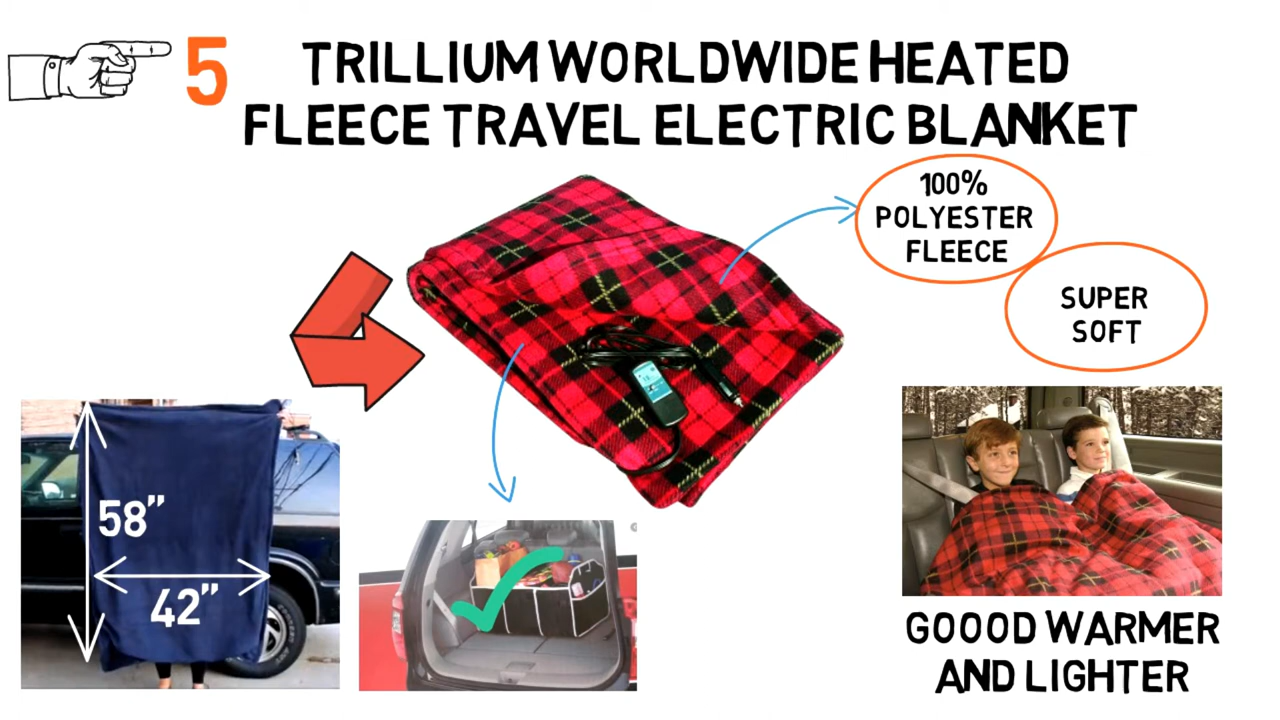 5
TRILLIUM WORLDWIDE HEATED
FLEECE TRAVEL ELECTRIC BLANKET
100%
POLYESTER
FLEECE
SUPER
SOFT
58”
42”
GOOOD WARMER
AND LIGHTER